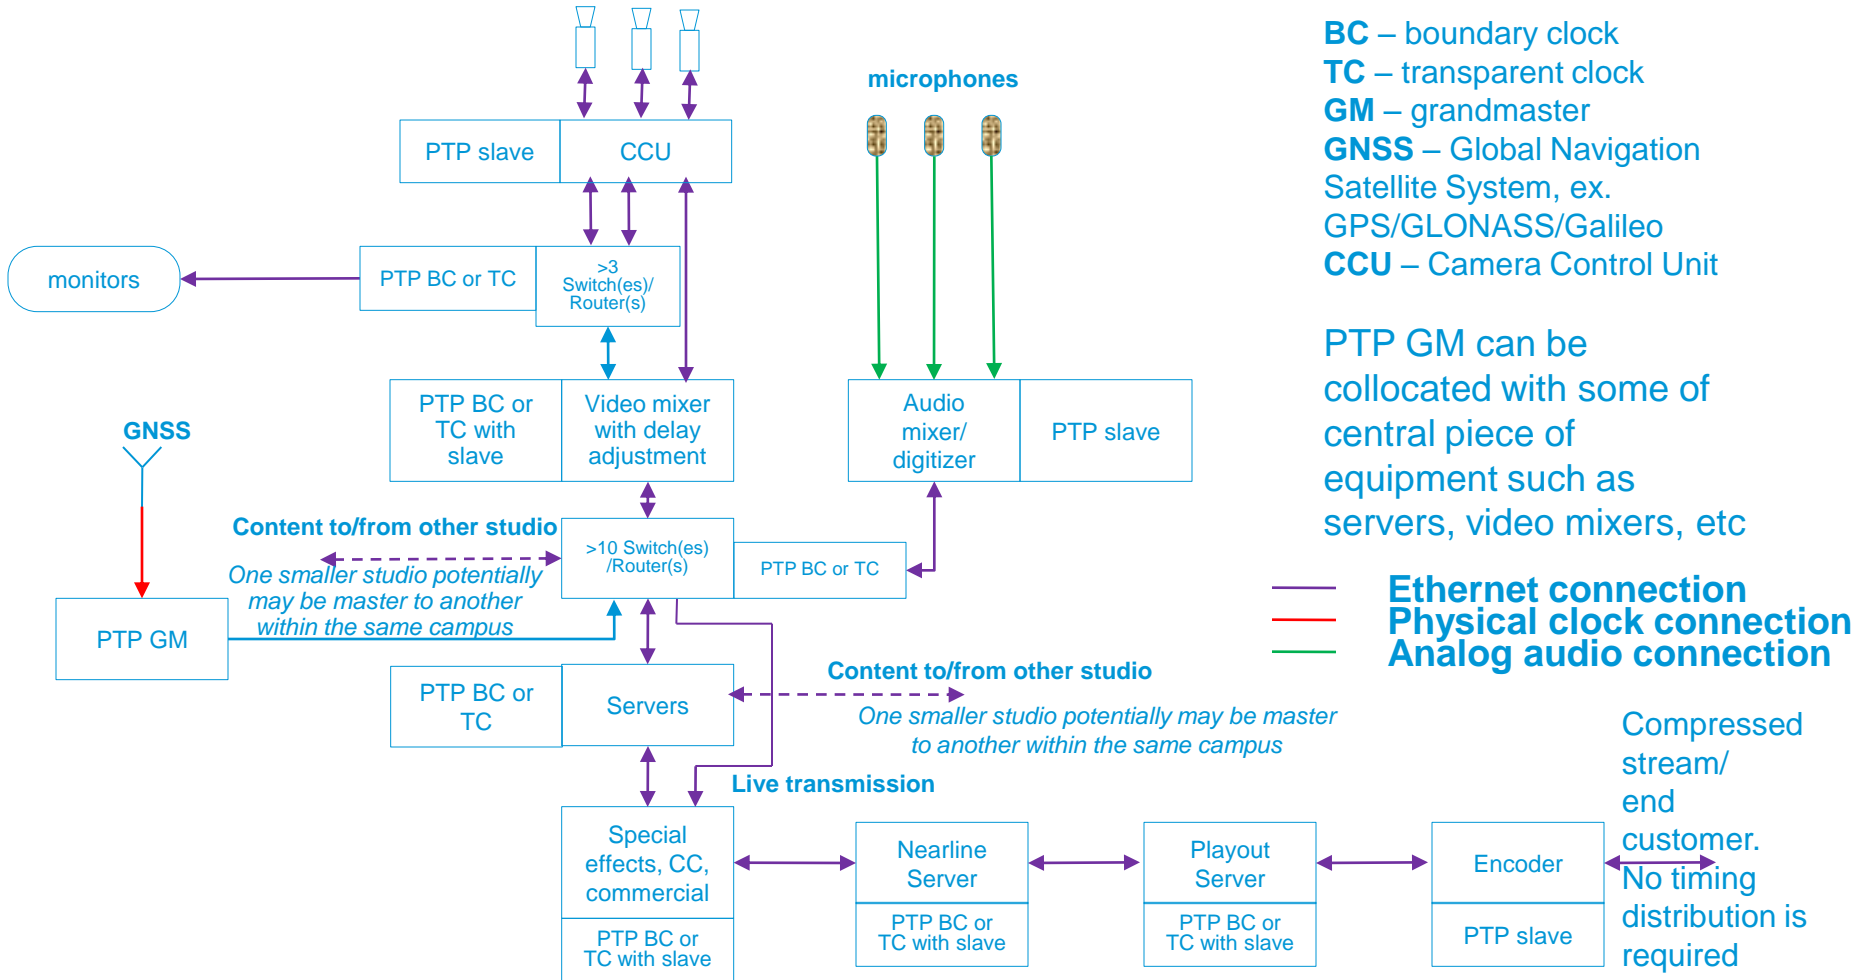 BC – boundary clock
TC – transparent clock
GM – grandmaster
GNSS – Global Navigation
Satellite System, ex.
GPS/GLONASS/Galileo
CCU – Camera Control Unit
microphones
PTP slave
CCU
monitors
PTP BC or TC
>3
Switch(es)/
Router(s)
PTP GM can be
collocated with some of
central piece of
equipment such as
servers, video mixers, etc
PTP BC or
TC with
slave
Video mixer
with delay
adjustment
Audio
mixer/
digitizer
PTP slave
GNSS
Content to/from other studio
One smaller studio potentially
may be master to another
within the same campus
>10 Switch(es)
/Router(s)
PTP BC or TC
PTP GM
Ethernet connection
Physical clock connection
Analog audio connection
PTP BC or
TC
Servers
Content to/from other studio
One smaller studio potentially may be master
to another within the same campus
Live transmission
Special
effects, CC,
commercial
PTP BC or
TC with slave
Nearline
Server
PTP BC or
TC with slave
Playout
Server
PTP BC or
TC with slave
Encoder
PTP slave
Compressed
stream/
end
customer.
No timing
distribution is
required